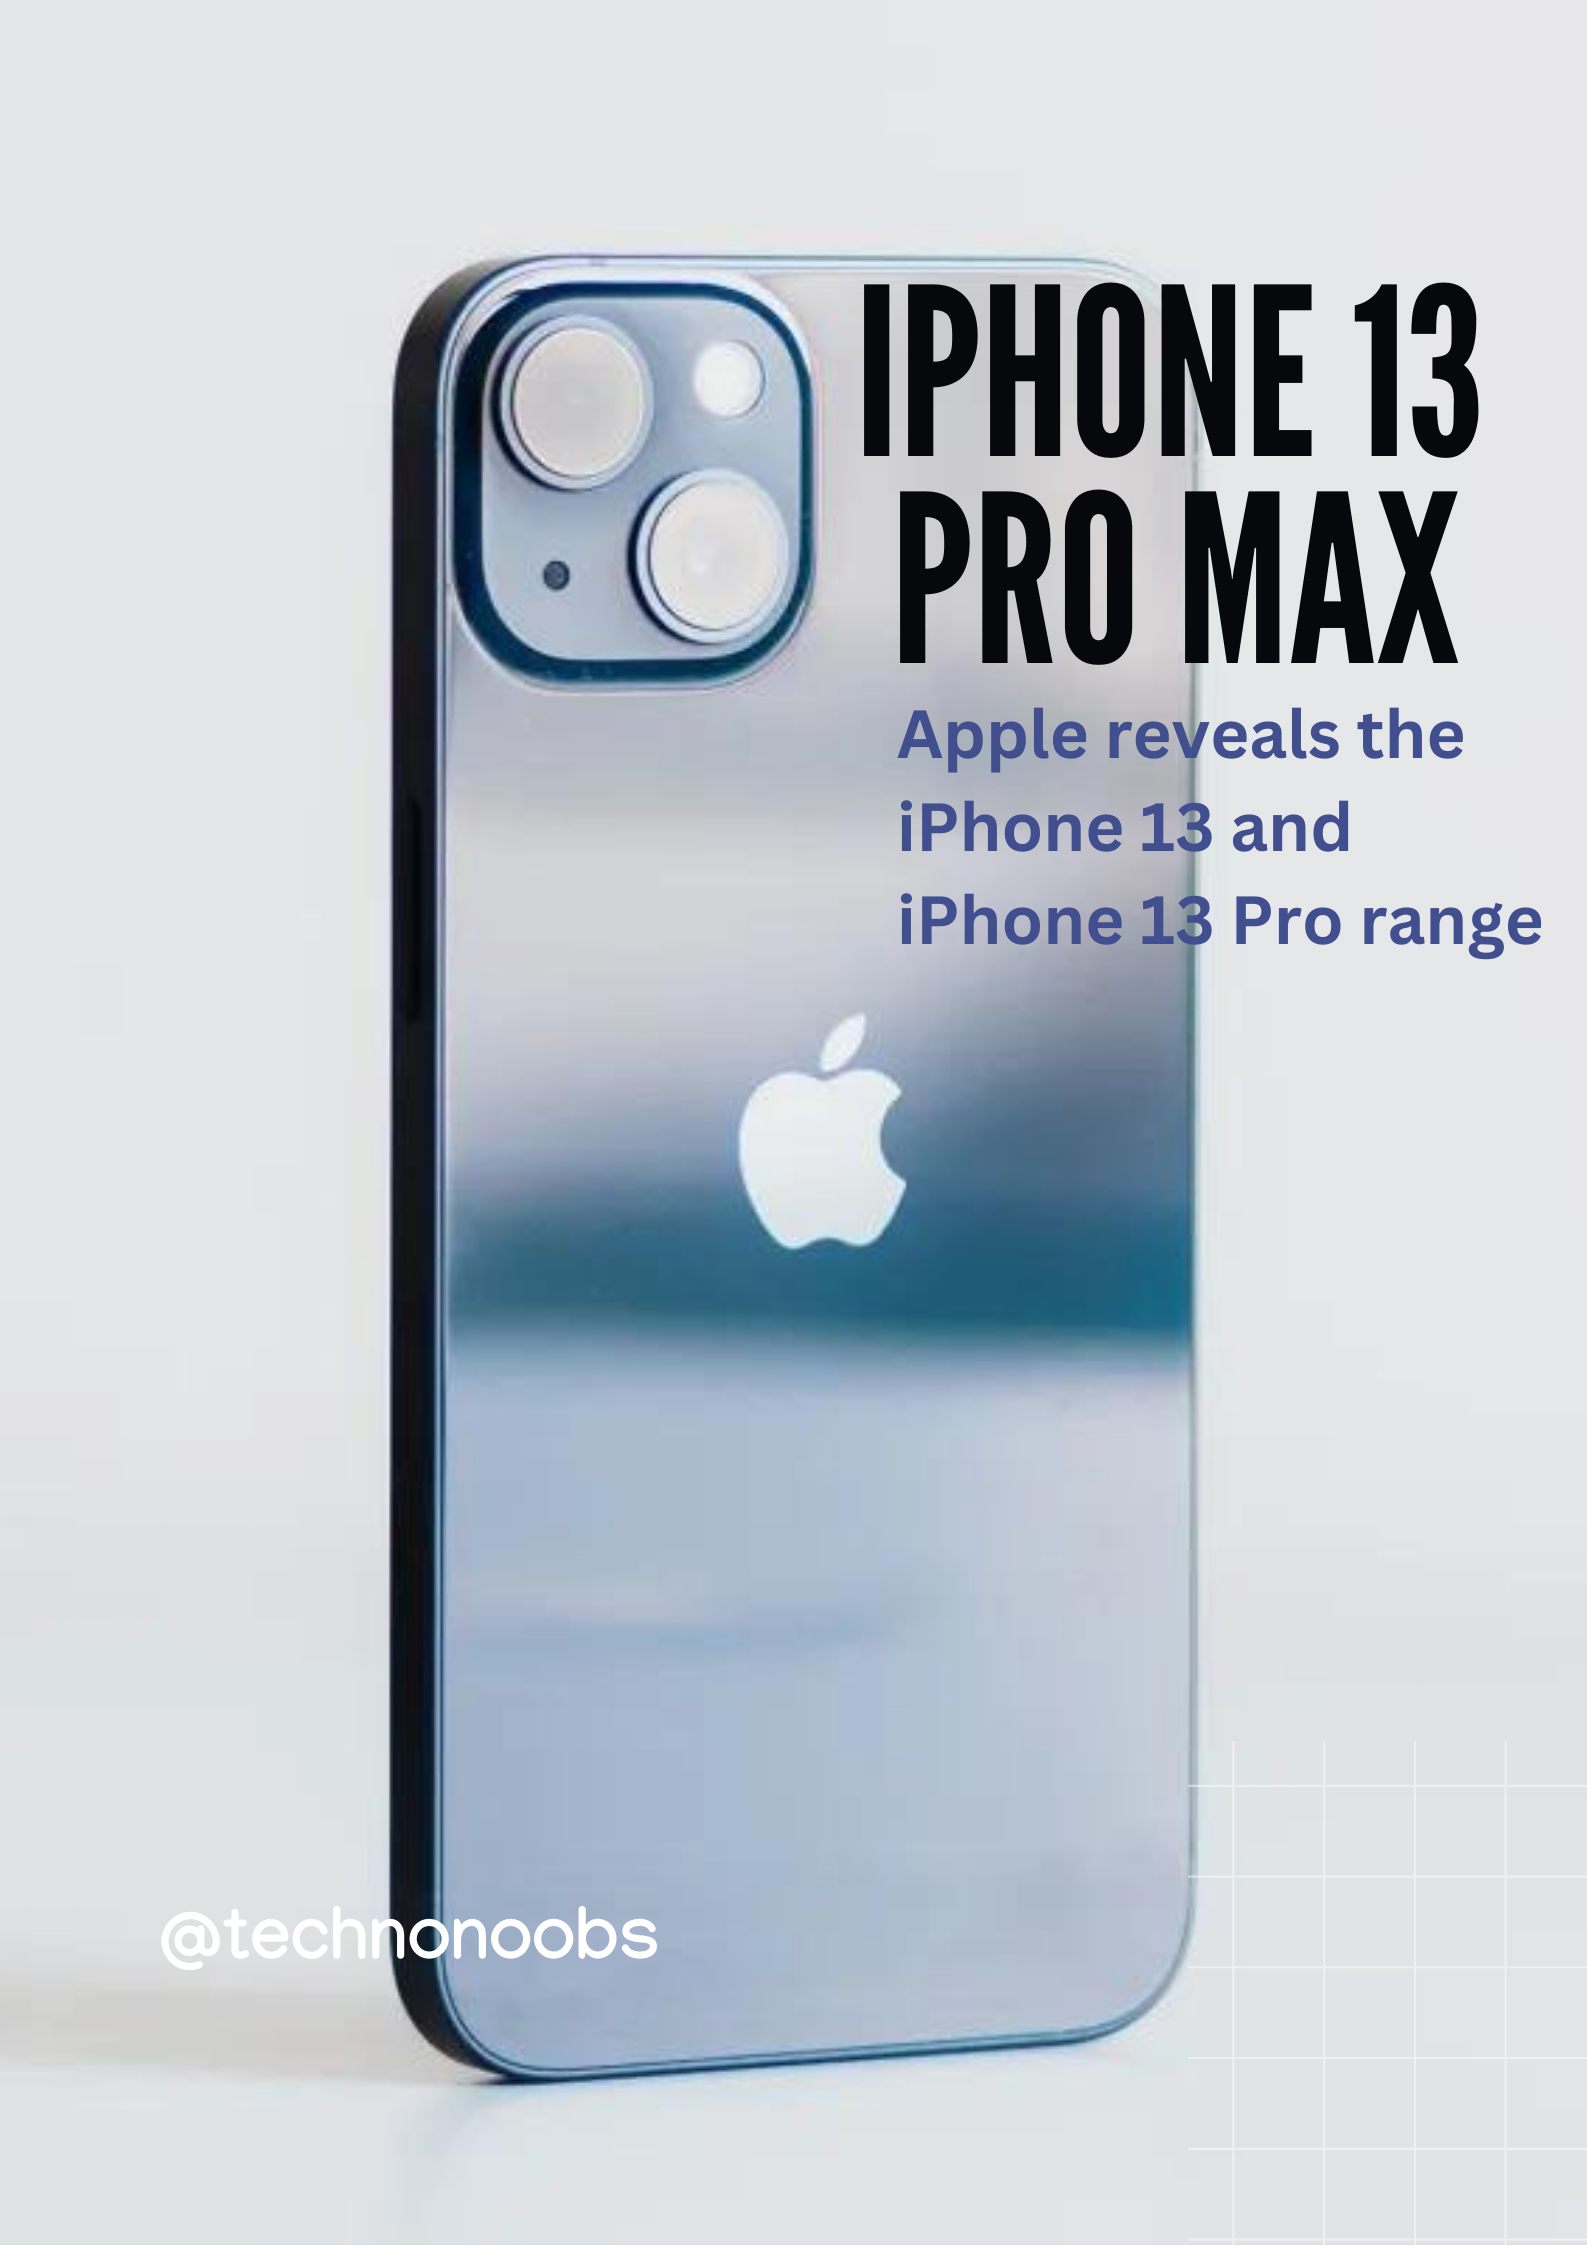 IPHONE 13
PRO MAX
Apple reveals the
iPhone 13 and
iPhone 13 Pro range
@technonoobs